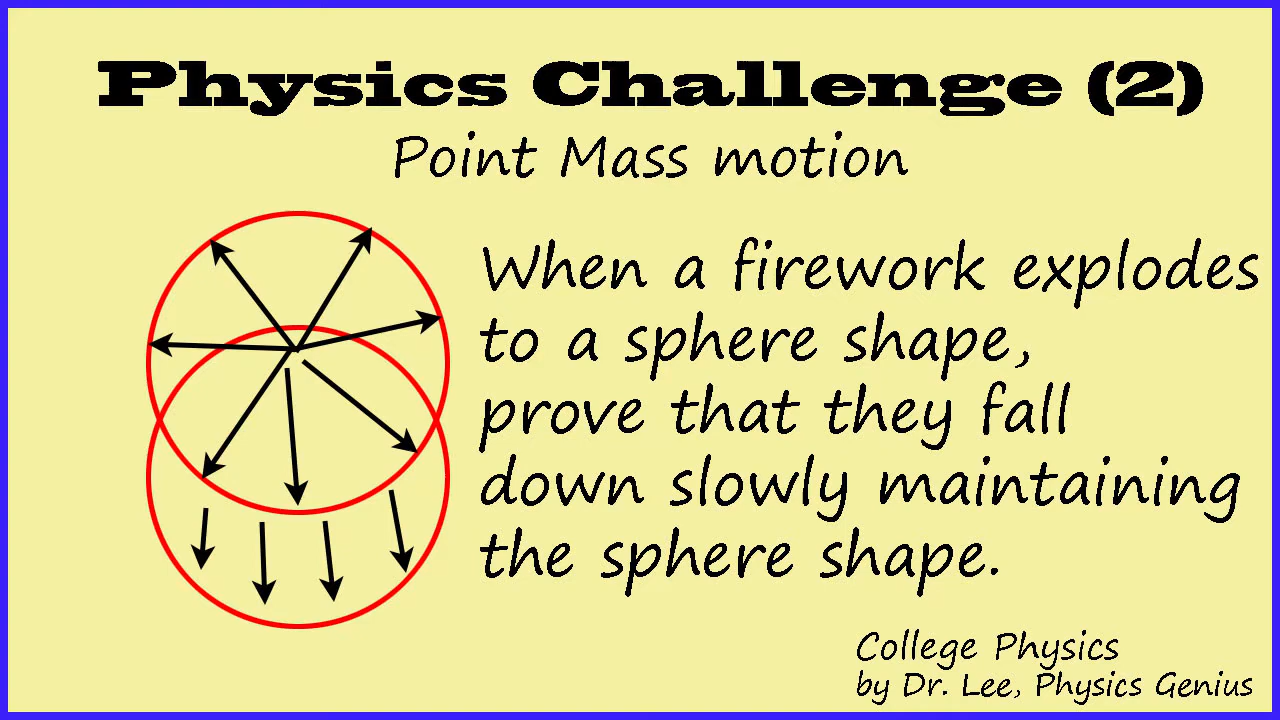 Physics Challenge (2)
Point Mass motion
When a firework explodes
to a sphere shape,
prove that they fall
down slowly maintaining
the sphere shape.
College Physics
by Dr. Lee, Physics Genius